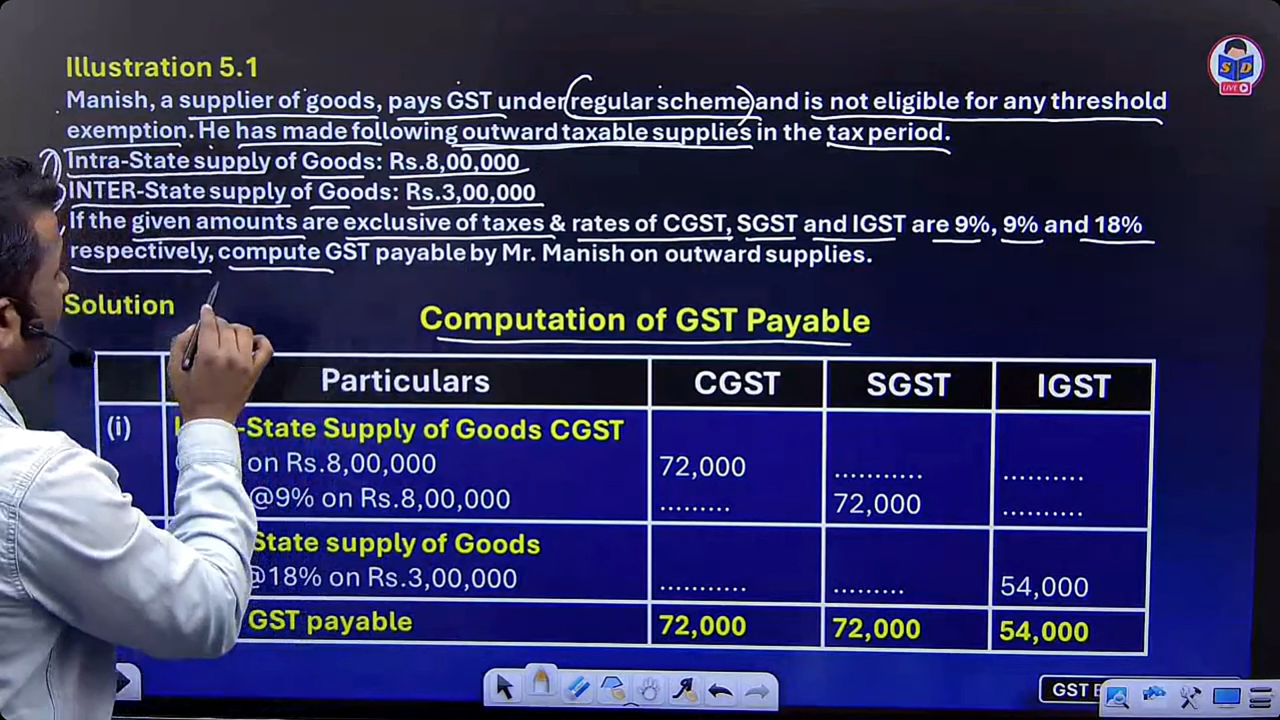 Illustration 5.1
Manish, a supplier of goods, pays GST under regular scheme and is not eligible for any threshold
exemption. He has made following outward taxable supplies in the tax period.
Intra-State supply of Goods: Rs.8,00,000
INTER-State supply of Goods: Rs.3,00,000
If the given amounts are exclusive of taxes & rates of CGST, SGST and IGST are 9%, 9% and 18%
respectively, compute GST payable by Mr. Manish on outward supplies.
Solution
Computation of GST Payable
Particulars CGST SGST IGST
(i) -State Supply of Goods CGST
on Rs.8,00,000 72,000 ........... ..........
@9% on Rs.8,00,000 ......... 72,000 ..........
State supply of Goods
@18% on Rs.3,00,000 ........... ......... 54,000
GST payable 72,000 72,000 54,000
S D
LIVE
GST